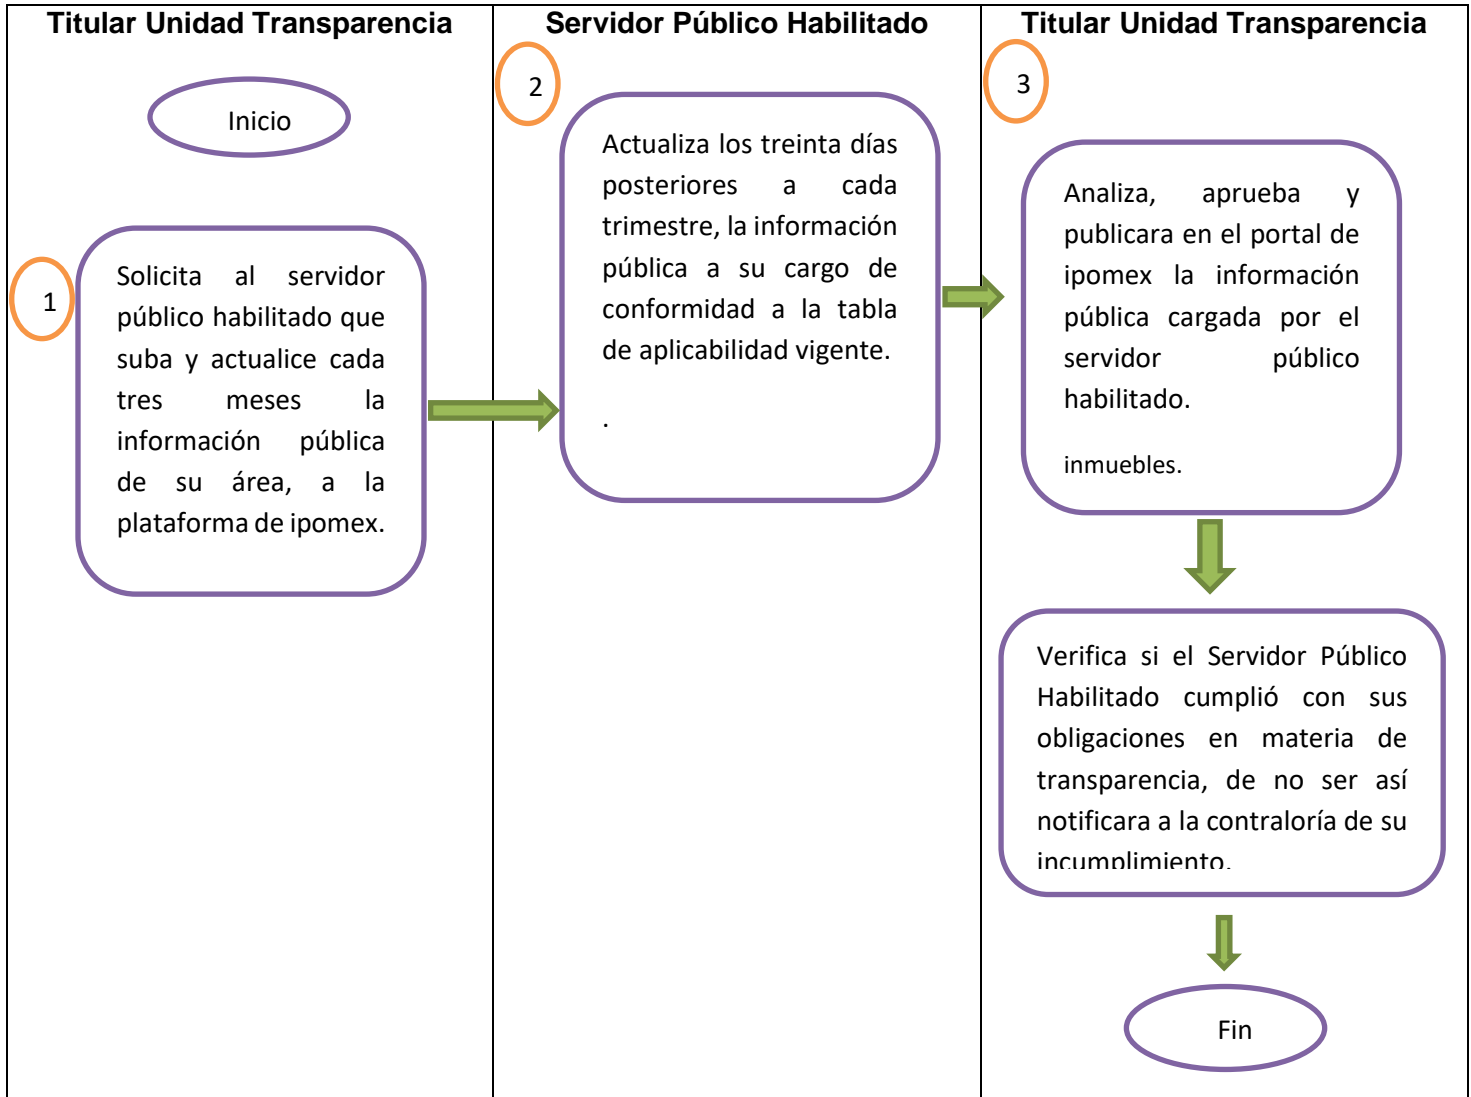 Titular Unidad Transparencia
Inicio
1
Solicita al servidor
público habilitado que
suba y actualice cada
tres meses la
información pública
de su área, a la
plataforma de ipomex.
Servidor Público Habilitado
2
Actualiza los treinta días
posteriores a cada
trimestre, la información
pública a su cargo de
conformidad a la tabla
de aplicabilidad vigente.
.
Titular Unidad Transparencia
3
Analiza, aprueba y
publicara en el portal de
ipomex la información
pública cargada por el
servidor público
habilitado.
inmuebles.
Verifica si el Servidor Público
Habilitado cumplió con sus
obligaciones en materia de
transparencia, de no ser así
notificara a la contraloría de su
incumplimiento.
Fin